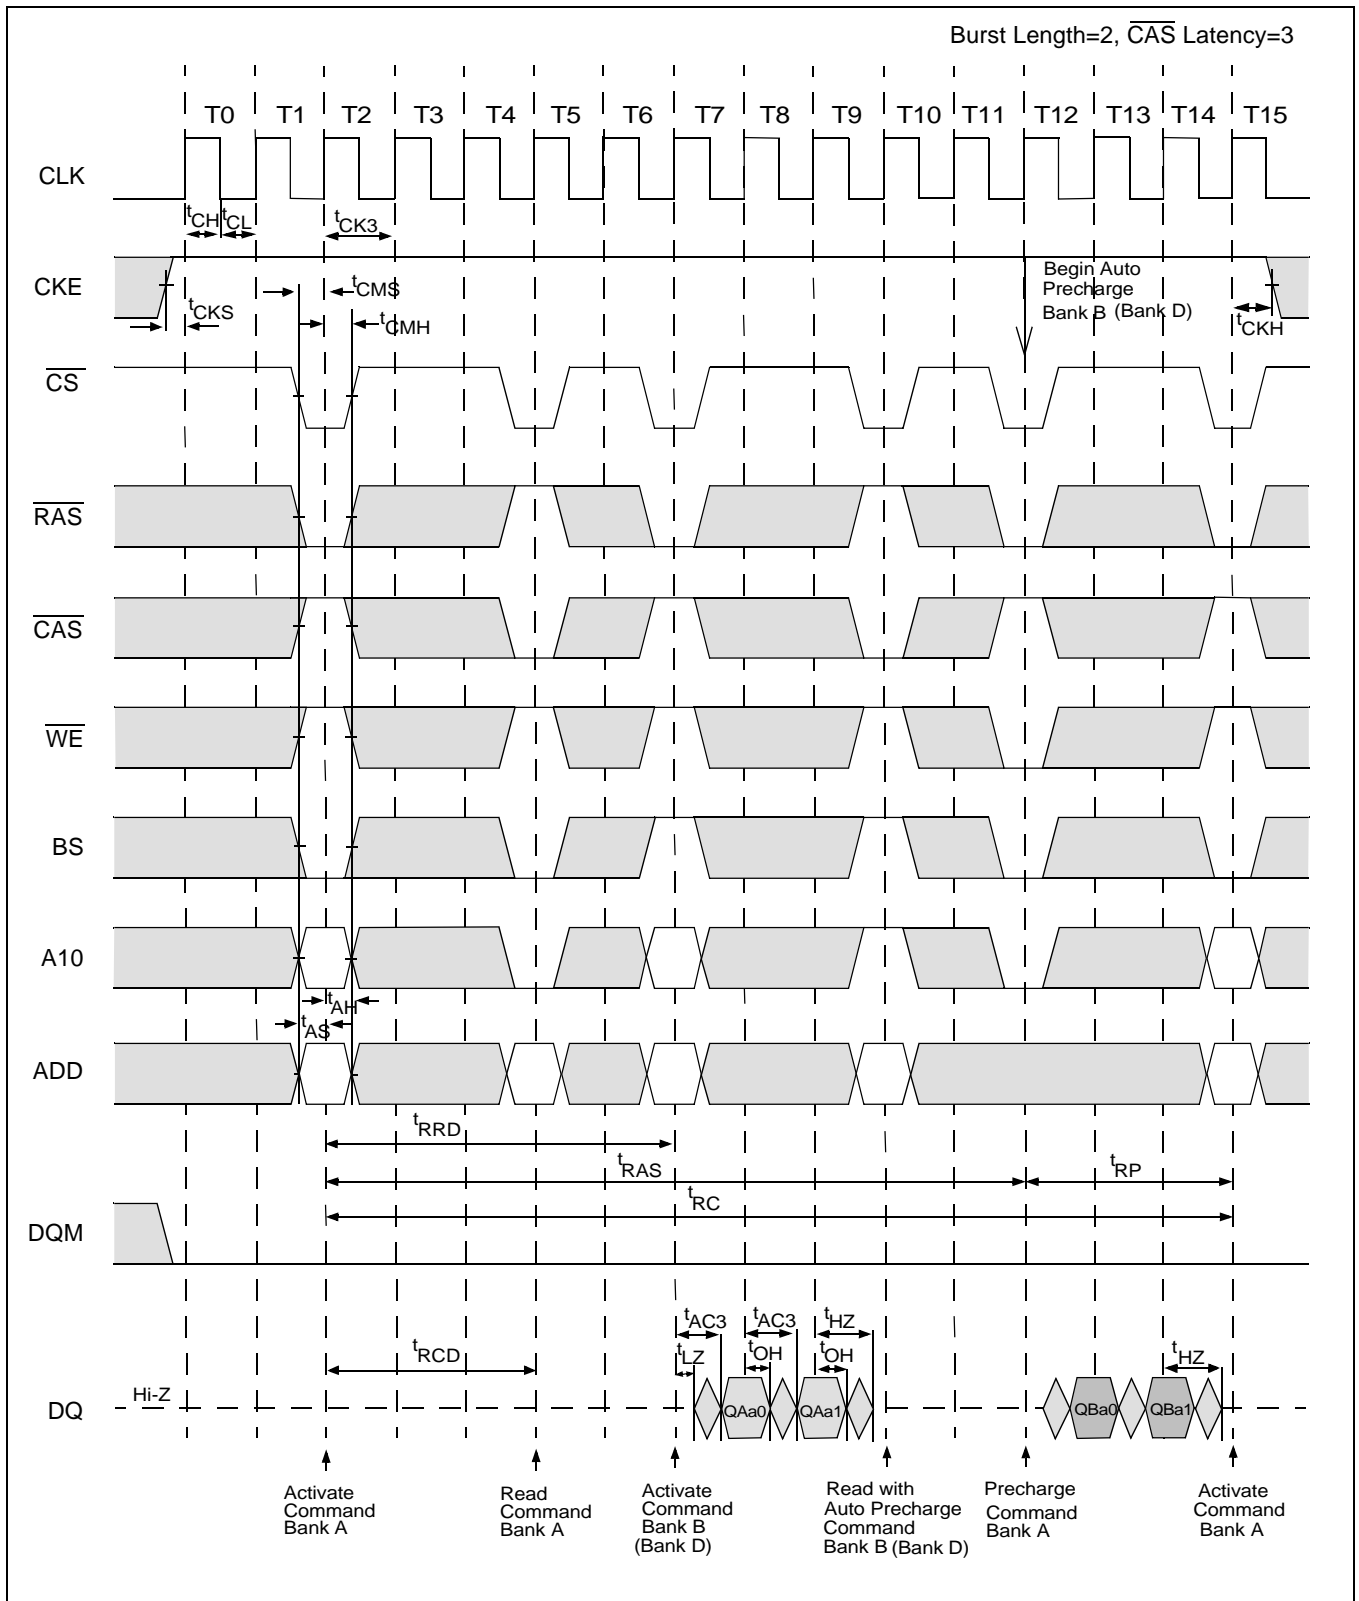 Burst Length=2, CAS Latency=3
T0 T1 T2 T3 T4 T5 T6 T7 T8 T9 T10 T11 T12 T13 T14 T15
CLK
tCH tCL tCK3
CKE
tCKS
tCMS
tCMH
Begin Auto
Precharge
Bank B (Bank D)
tCKH
CS
RAS
CAS
WE
BS
A10
tAH
tAS
ADD
tRRD
tRAS
tRP
tRC
DQM
tAC3 tAC3 tHZ
tRCD
tLZ tOH tOH tHZ
Hi-Z
DQ
QAa0 QAa1 QBa0 QBa1
Activate
Command
Bank A
Read
Command
Bank A
Activate
Command
Bank B
(Bank D)
Read with
Auto Precharge
Command
Bank B (Bank D)
Precharge
Command
Bank A
Activate
Command
Bank A